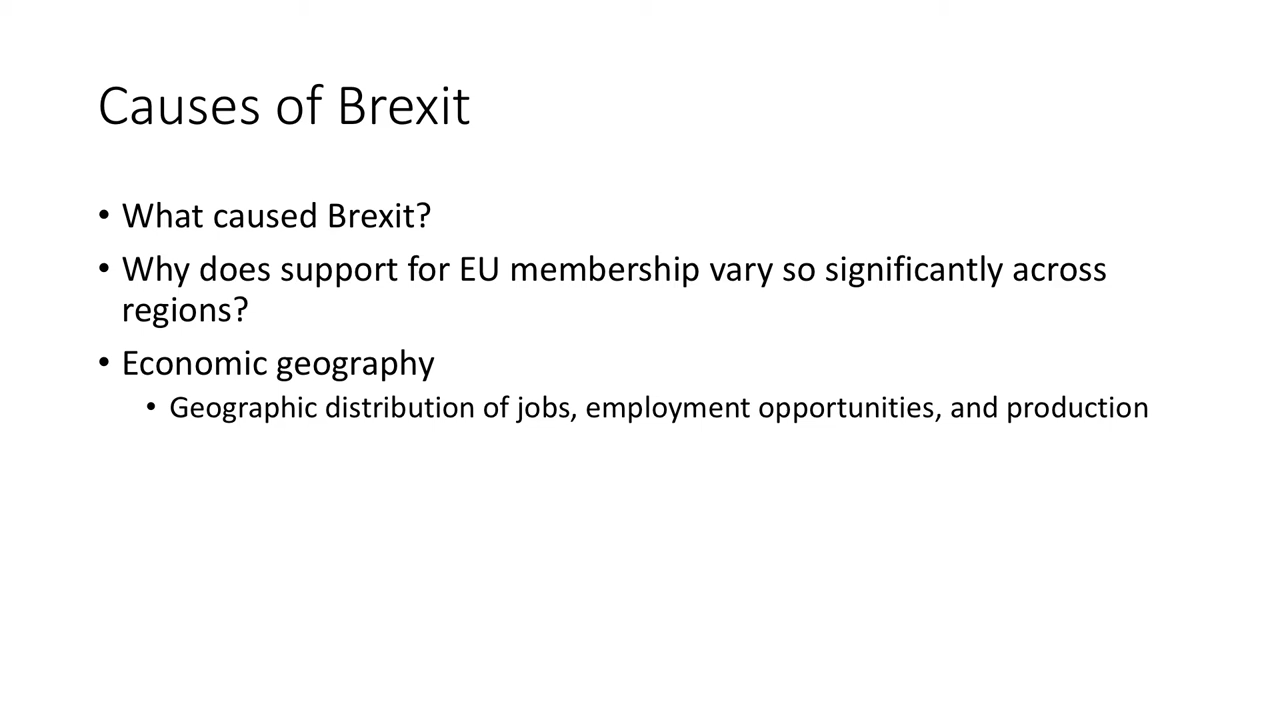 Causes of Brexit
• What caused Brexit?
• Why does support for EU membership vary so significantly across
regions?
• Economic geography
• Geographic distribution of jobs, employment opportunities, and production